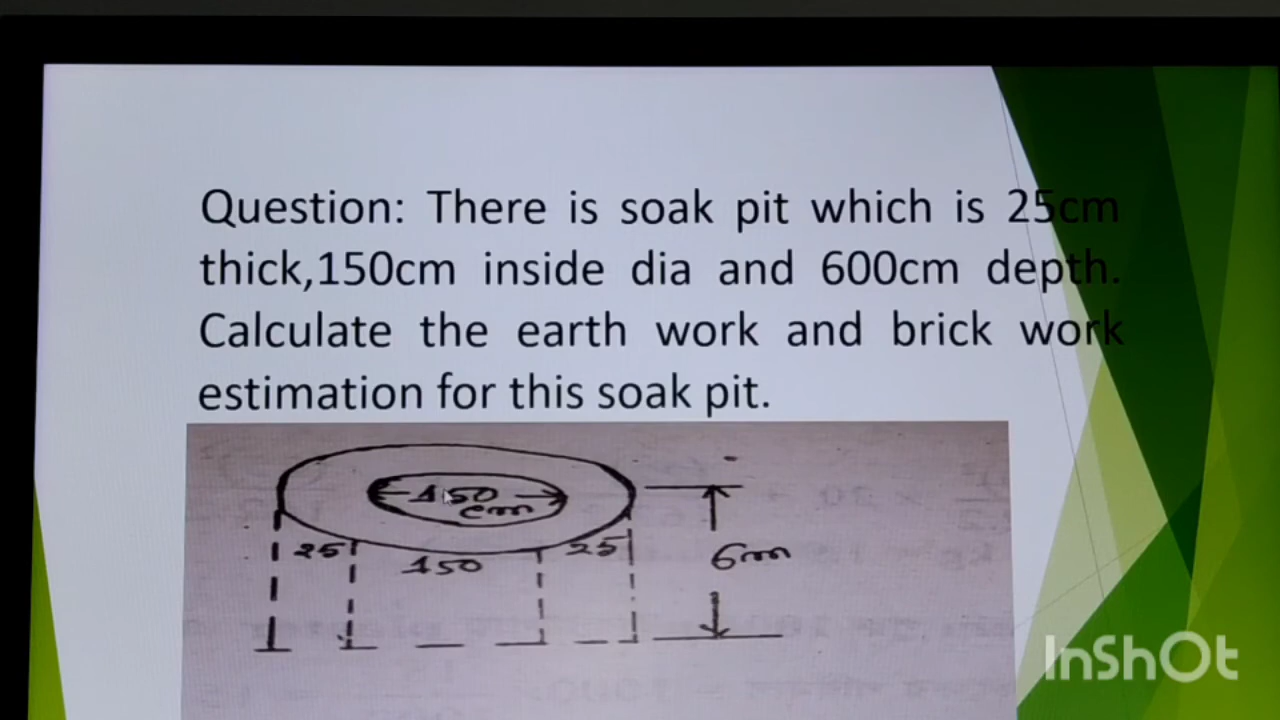 Question: There is soak pit which is 25cm
thick,150cm inside dia and 600cm depth.
Calculate the earth work and brick work
estimation for this soak pit.
150
cm
25
150
25
6m
InShOt